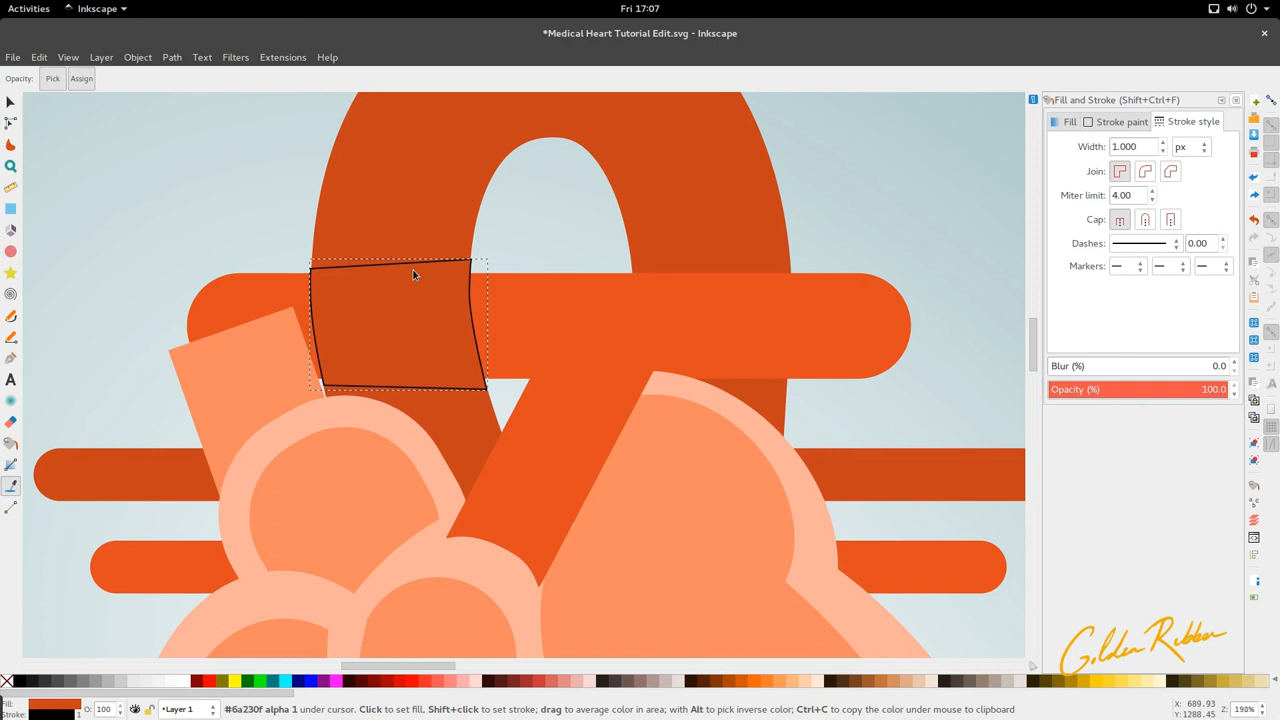 Activities Inkscape Fri 17:07
*Medical Heart Tutorial Edit.svg - Inkscape
File Edit View Layer Object Path Text Filters Extensions Help
Opacity: Pick Assign
Fill and Stroke (Shift+Ctrl+F)
Fill Stroke paint Stroke style
Width: 1.000 px
Join:
Miter limit: 4.00
Cap:
Dashes: 0.00
Markers:
Blur (%) 0.0
Opacity (%) 100.0
Golden Ribbon
Fill:
Stroke: 1
O: 100 •Layer 1 #6a230f alpha 1 under cursor. Click to set fill, Shift+click to set stroke; drag to average color in area; with Alt to pick inverse color; Ctrl+C to copy the color under mouse to clipboard
X: 689.93
Y: 1288.45
Z: 198%